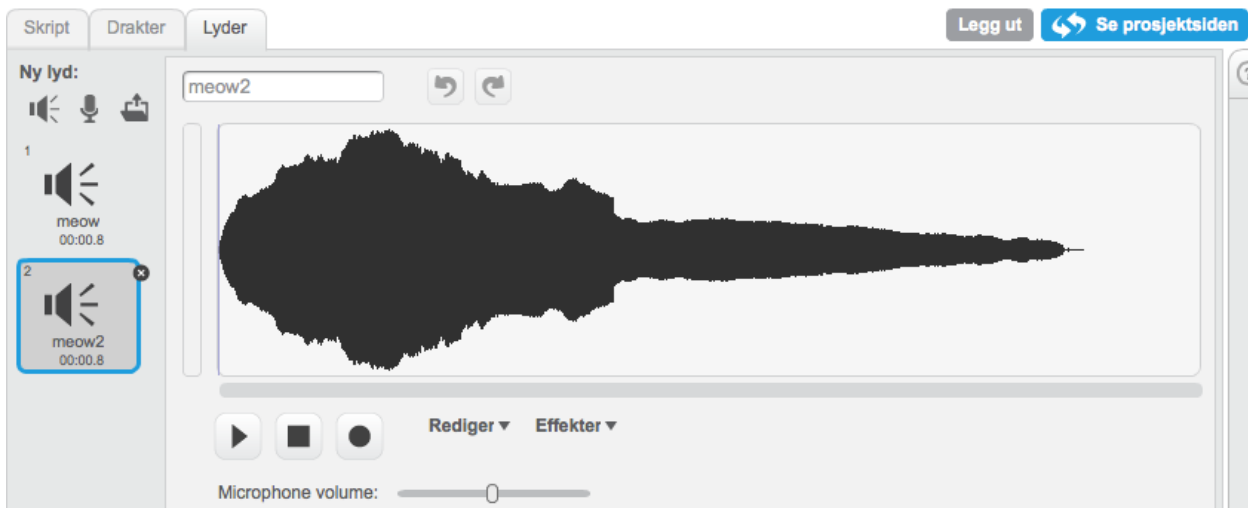 Skript Drakter Lyder Legg ut Se prosjektsiden
Ny lyd:
meow2
1
meow
00:00.8
2
meow2
00:00.8
Rediger Effekter
Microphone volume: